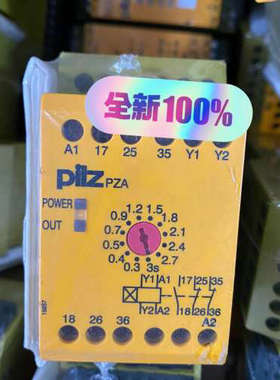 全新100%
A1 17 25 35 Y1 Y2
pilz PZA
POWER
OUT
1.2 1.5
0.9 1.8
0.7 2.1
0.5 2.4
0.4 2.7
0.3 3s
Y1 A1 17 25 35
Y2 A2 18 26 36
18 26 36 A2